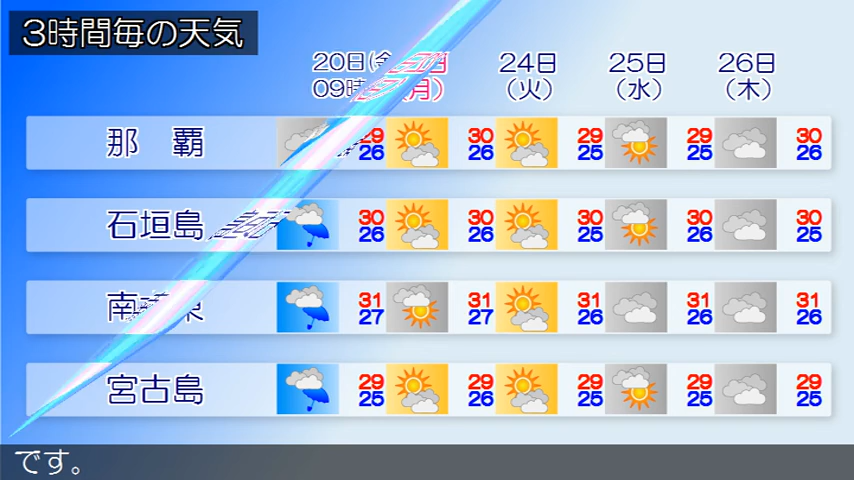 3時間毎の天気
20日 24日 25日 26日
09時 (月) (火) (水) (木)
那 覇 29 30 29 29 30
26 26 25 25 26
石垣島 30 30 30 30 30
26 26 25 26 25
南 東 31 31 31 31 31
27 27 26 26 26
宮古島 29 29 29 29 29
25 26 25 25 25
です。